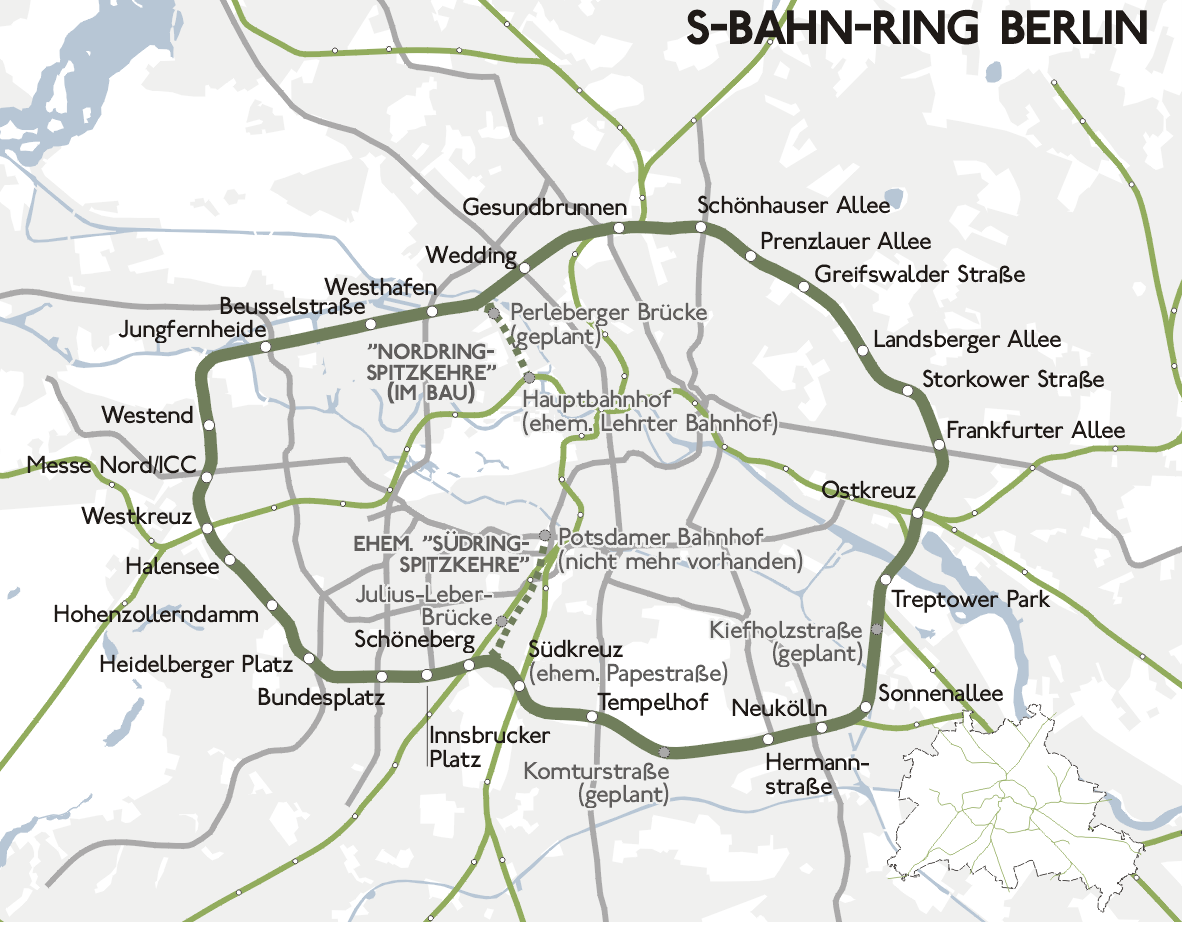 S-BAHN-RING BERLIN
Gesundbrunnen
Schönhauser Allee
Prenzlauer Allee
Wedding
Greifswalder Straße
Westhafen
Beusselstraße
Perleberger Brücke
(geplant)
Jungfernheide
Landsberger Allee
"NORDRING-
SPITZKEHRE"
(IM BAU)
Storkower Straße
Hauptbahnhof
(ehem. Lehrter Bahnhof)
Westend
Frankfurter Allee
Messe Nord/ICC
Ostkreuz
Westkreuz
EHEM. "SÜDRING-
SPITZKEHRE"
Potsdamer Bahnhof
(nicht mehr vorhanden)
Halensee
Julius-Leber-
Brücke
Treptower Park
Hohenzollerndamm
Kiefholzstraße
(geplant)
Schöneberg
Südkreuz
(ehem. Papestraße)
Heidelberger Platz
Bundesplatz
Sonnenallee
Tempelhof
Neukölln
Innsbrucker
Platz
Komturstraße
(geplant)
Hermann-
straße